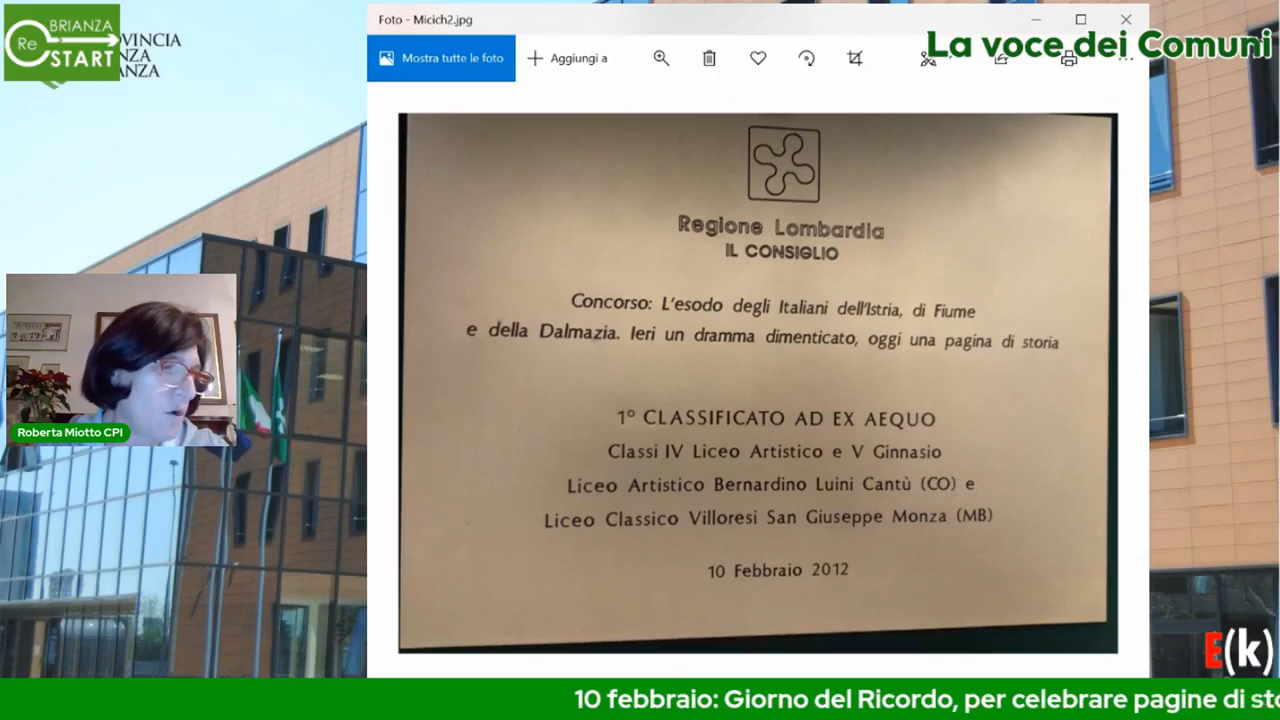 BRIANZA
Re START
VINCIA
NZA
ANZA
Foto - Micich2.jpg
Mostra tutte le foto
Aggiungi a
La voce dei Comuni
Regione Lombardia
IL CONSIGLIO
Concorso: L'esodo degli Italiani dell'Istria, di Fiume
e della Dalmazia. Ieri un dramma dimenticato, oggi una pagina di storia
1° CLASSIFICATO AD EX AEQUO
Classi IV Liceo Artistico e V Ginnasio
Liceo Artistico Bernardino Luini Cantù (CO) e
Liceo Classico Villoresi San Giuseppe Monza (MB)
10 Febbraio 2012
Roberta Miotto CPI
E(k)
10 febbraio: Giorno del Ricordo, per celebrare pagine di sto